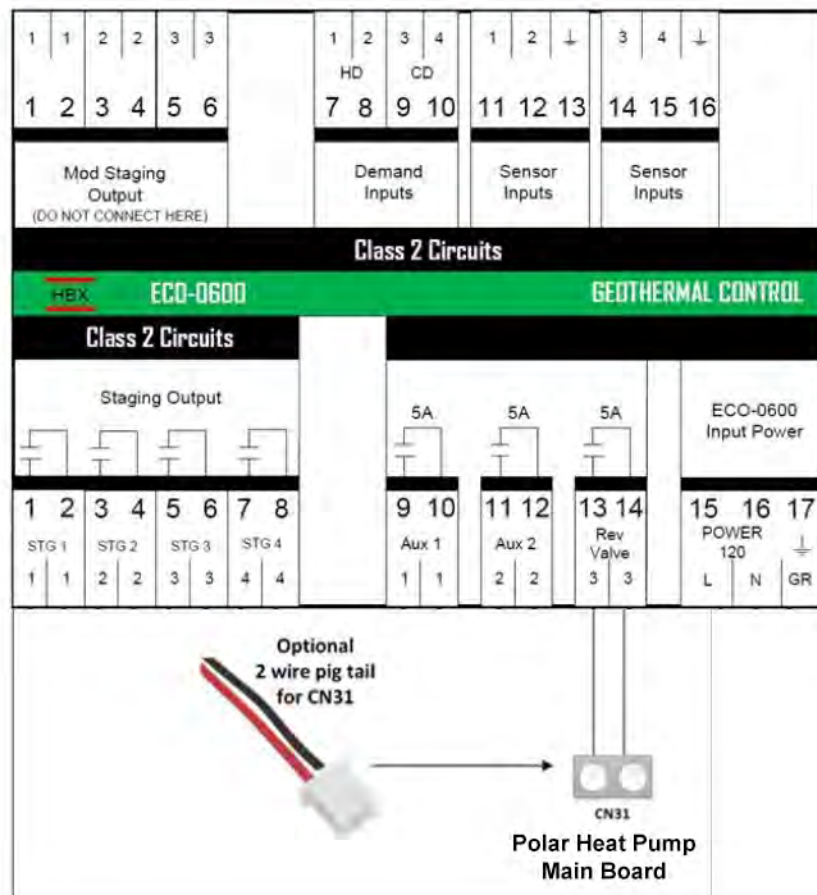 1 1 2 2 3 3 1 2 3 4 1 2 3 4
HD CD
1 2 3 4 5 6 7 8 9 10 11 12 13 14 15 16
Mod Staging
Output
(DO NOT CONNECT HERE)
Demand
Inputs
Sensor
Inputs
Sensor
Inputs
Class 2 Circuits
HBX ECO-0600 GEOTHERMAL CONTROL
Class 2 Circuits
Staging Output
5A 5A 5A
ECO-0600
Input Power
1 2 3 4 5 6 7 8 9 10 11 12 13 14 15 16 17
STG 1 STG 2 STG 3 STG 4 Aux 1 Aux 2
Rev
Valve
POWER
120
1 1 2 2 3 3 4 4 1 1 2 2 3 3 L N GR
Optional
2 wire pig tail
for CN31
CN31
Polar Heat Pump
Main Board